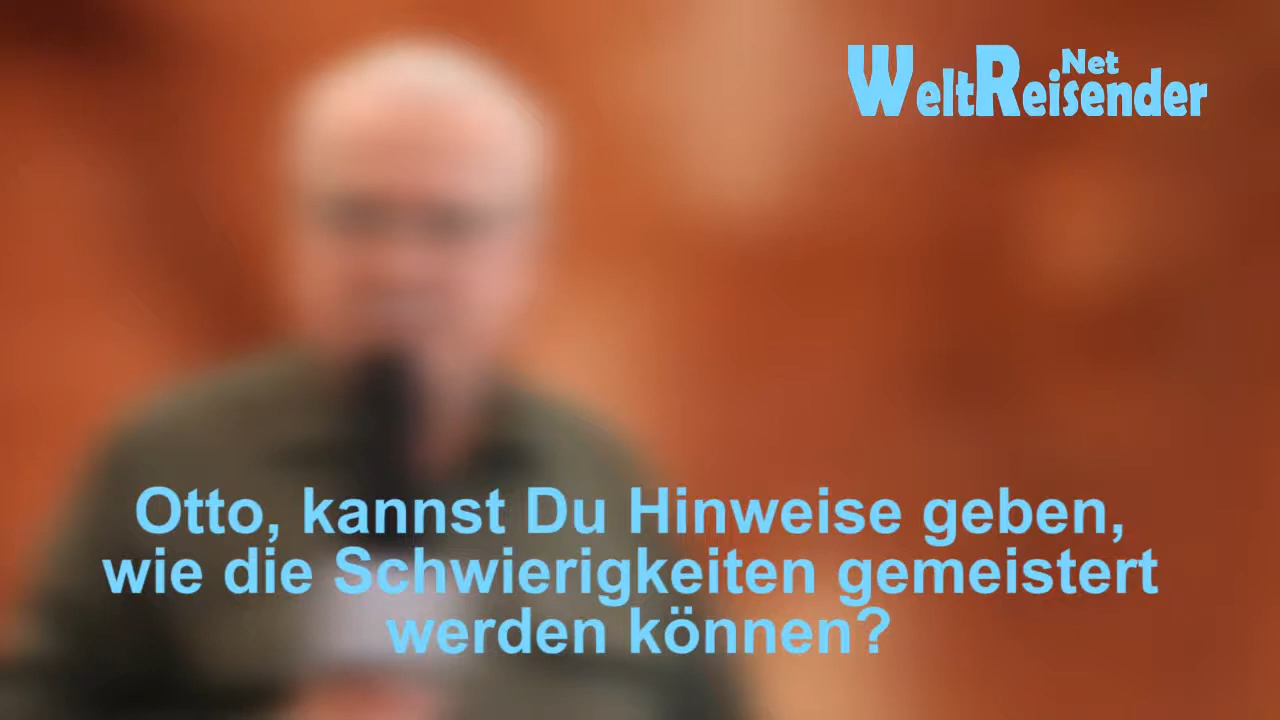 Net
WeltReisender
Otto, kannst Du Hinweise geben,
wie die Schwierigkeiten gemeistert
werden können?